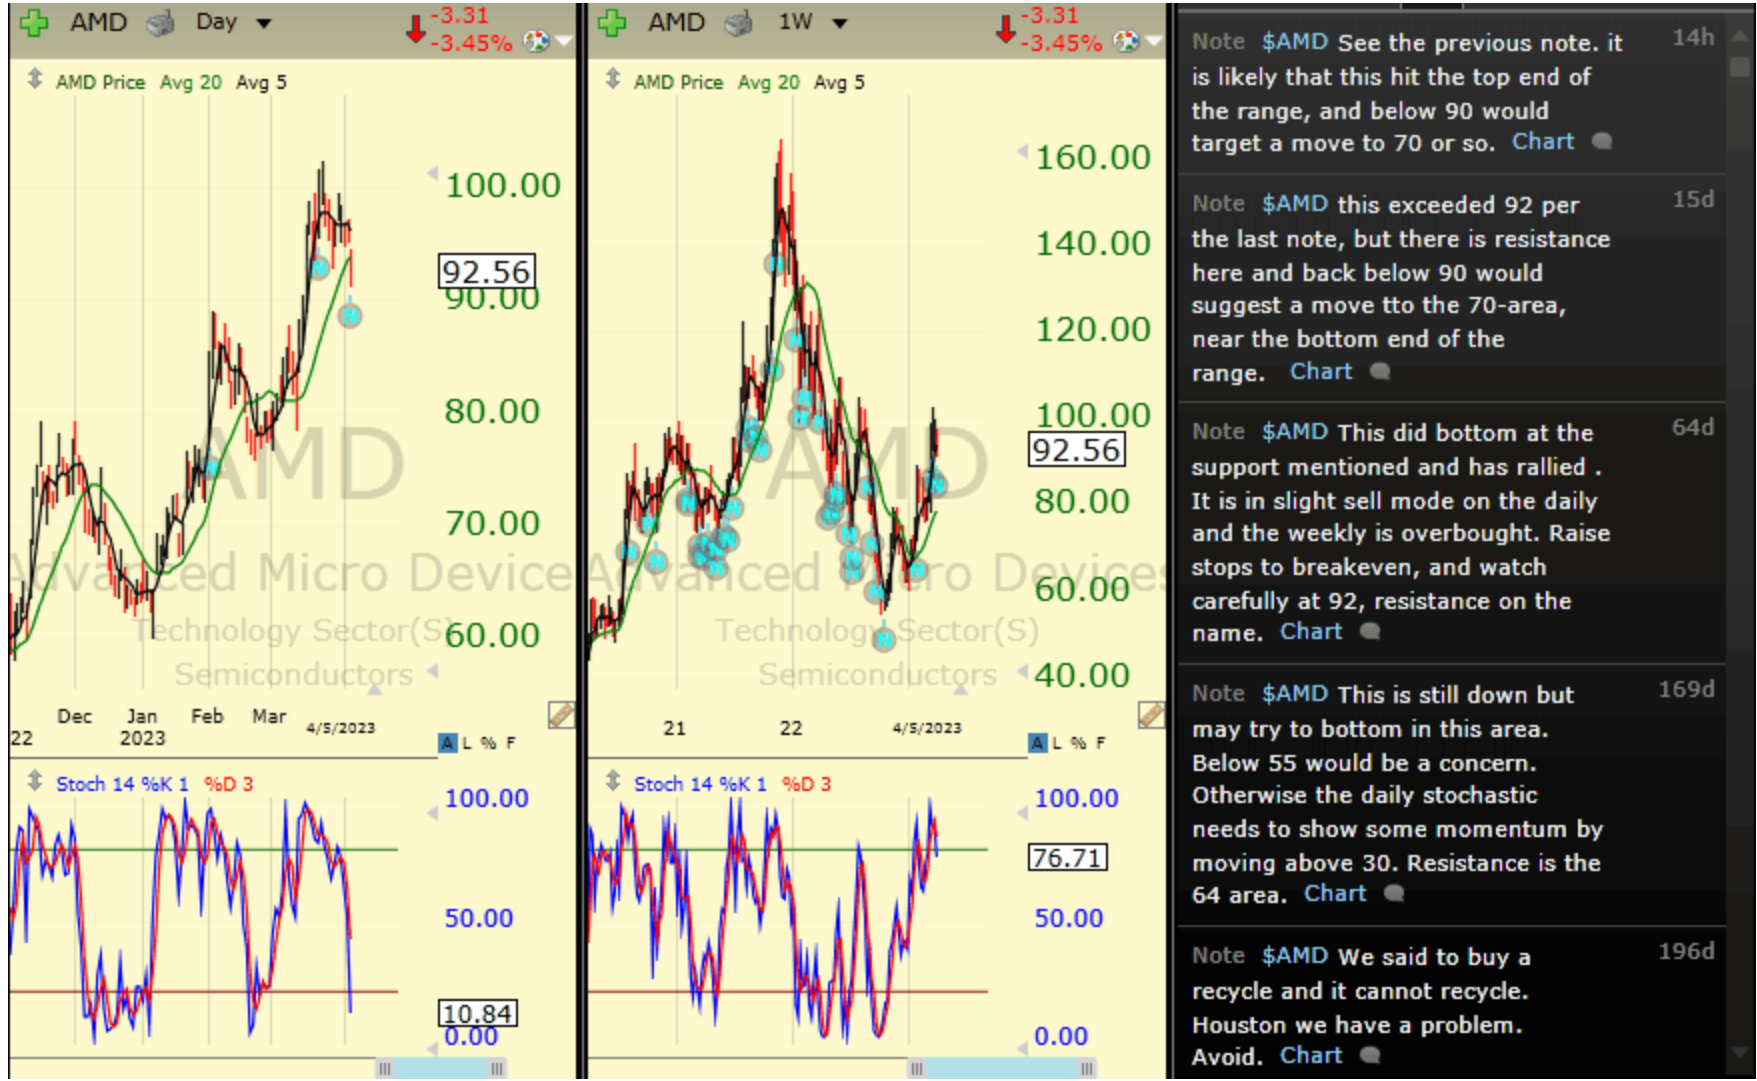 AMD Day
-3.31
-3.45%
AMD Price Avg 20 Avg 5
100.00
92.56
90.00
80.00
70.00
60.00
AMD
Advanced Micro Device
Technology Sector(S)
Semiconductors
Dec Jan Feb Mar
22 2023 4/5/2023
A L % F
Stoch 14 %K 1 %D 3
100.00
50.00
10.84
0.00
AMD 1W
-3.31
-3.45%
AMD Price Avg 20 Avg 5
160.00
140.00
120.00
100.00
92.56
80.00
60.00
40.00
AMD
Advanced Micro Devices
Technology Sector(S)
Semiconductors
21 22 4/5/2023
A L % F
Stoch 14 %K 1 %D 3
100.00
76.71
50.00
0.00
Note $AMD See the previous note. it 14h
is likely that this hit the top end of
the range, and below 90 would
target a move to 70 or so. Chart
Note $AMD this exceeded 92 per 15d
the last note, but there is resistance
here and back below 90 would
suggest a move tto the 70-area,
near the bottom end of the
range. Chart
Note $AMD This did bottom at the 64d
support mentioned and has rallied .
It is in slight sell mode on the daily
and the weekly is overbought. Raise
stops to breakeven, and watch
carefully at 92, resistance on the
name. Chart
Note $AMD This is still down but 169d
may try to bottom in this area.
Below 55 would be a concern.
Otherwise the daily stochastic
needs to show some momentum by
moving above 30. Resistance is the
64 area. Chart
Note $AMD We said to buy a 196d
recycle and it cannot recycle.
Houston we have a problem.
Avoid. Chart